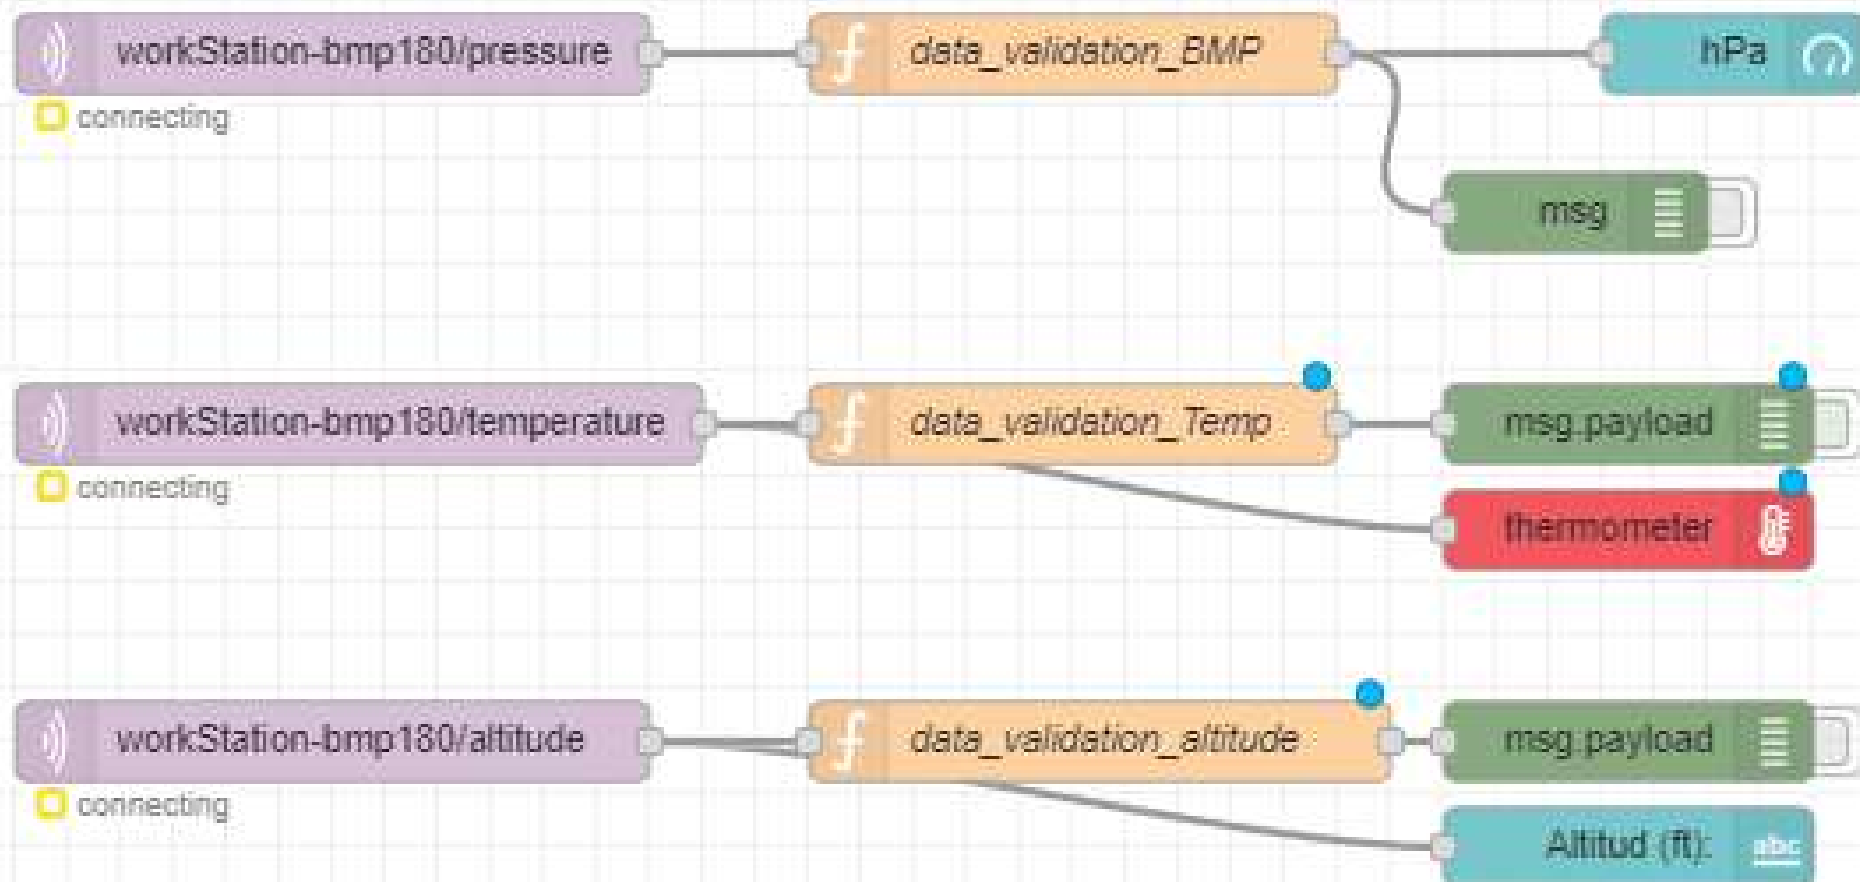 workStation-bmp180/pressure
data_validation_BMP
hPa
connecting
msg
workStation-bmp180/temperature
data_validation_Temp
msg.payload
connecting
thermometer
workStation-bmp180/altitude
data_validation_altitude
msg.payload
connecting
Altitud (ft):
abc